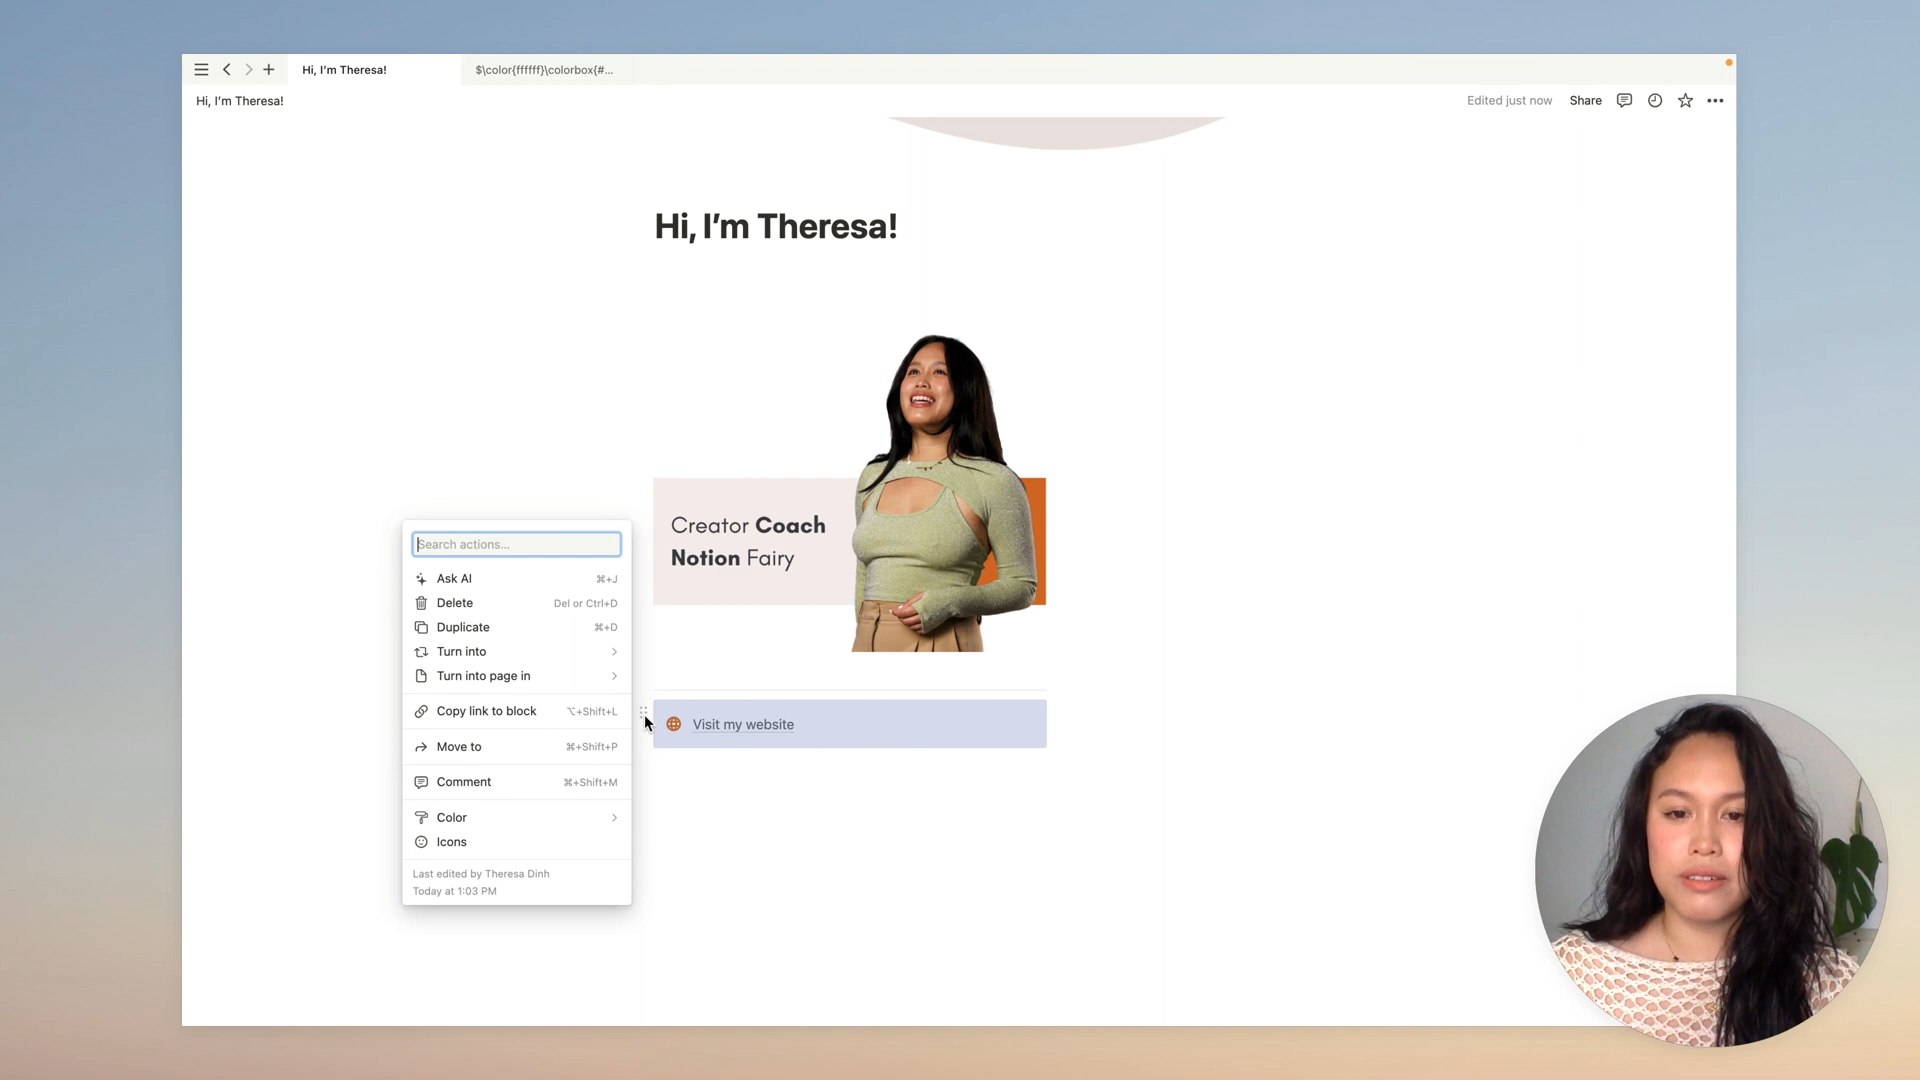 Hi, I'm Theresa!
$\color{ffffff}\colorbox{#...
Hi, I'm Theresa!
Edited just now
Share
Hi, I'm Theresa!
Creator Coach
Notion Fairy
Search actions...
Ask AI ⌘+J
Delete Del or Ctrl+D
Duplicate ⌘+D
Turn into
Turn into page in
Copy link to block ⌥+Shift+L
Move to ⌘+Shift+P
Comment ⌘+Shift+M
Color
Icons
Last edited by Theresa Dinh
Today at 1:03 PM
Visit my website